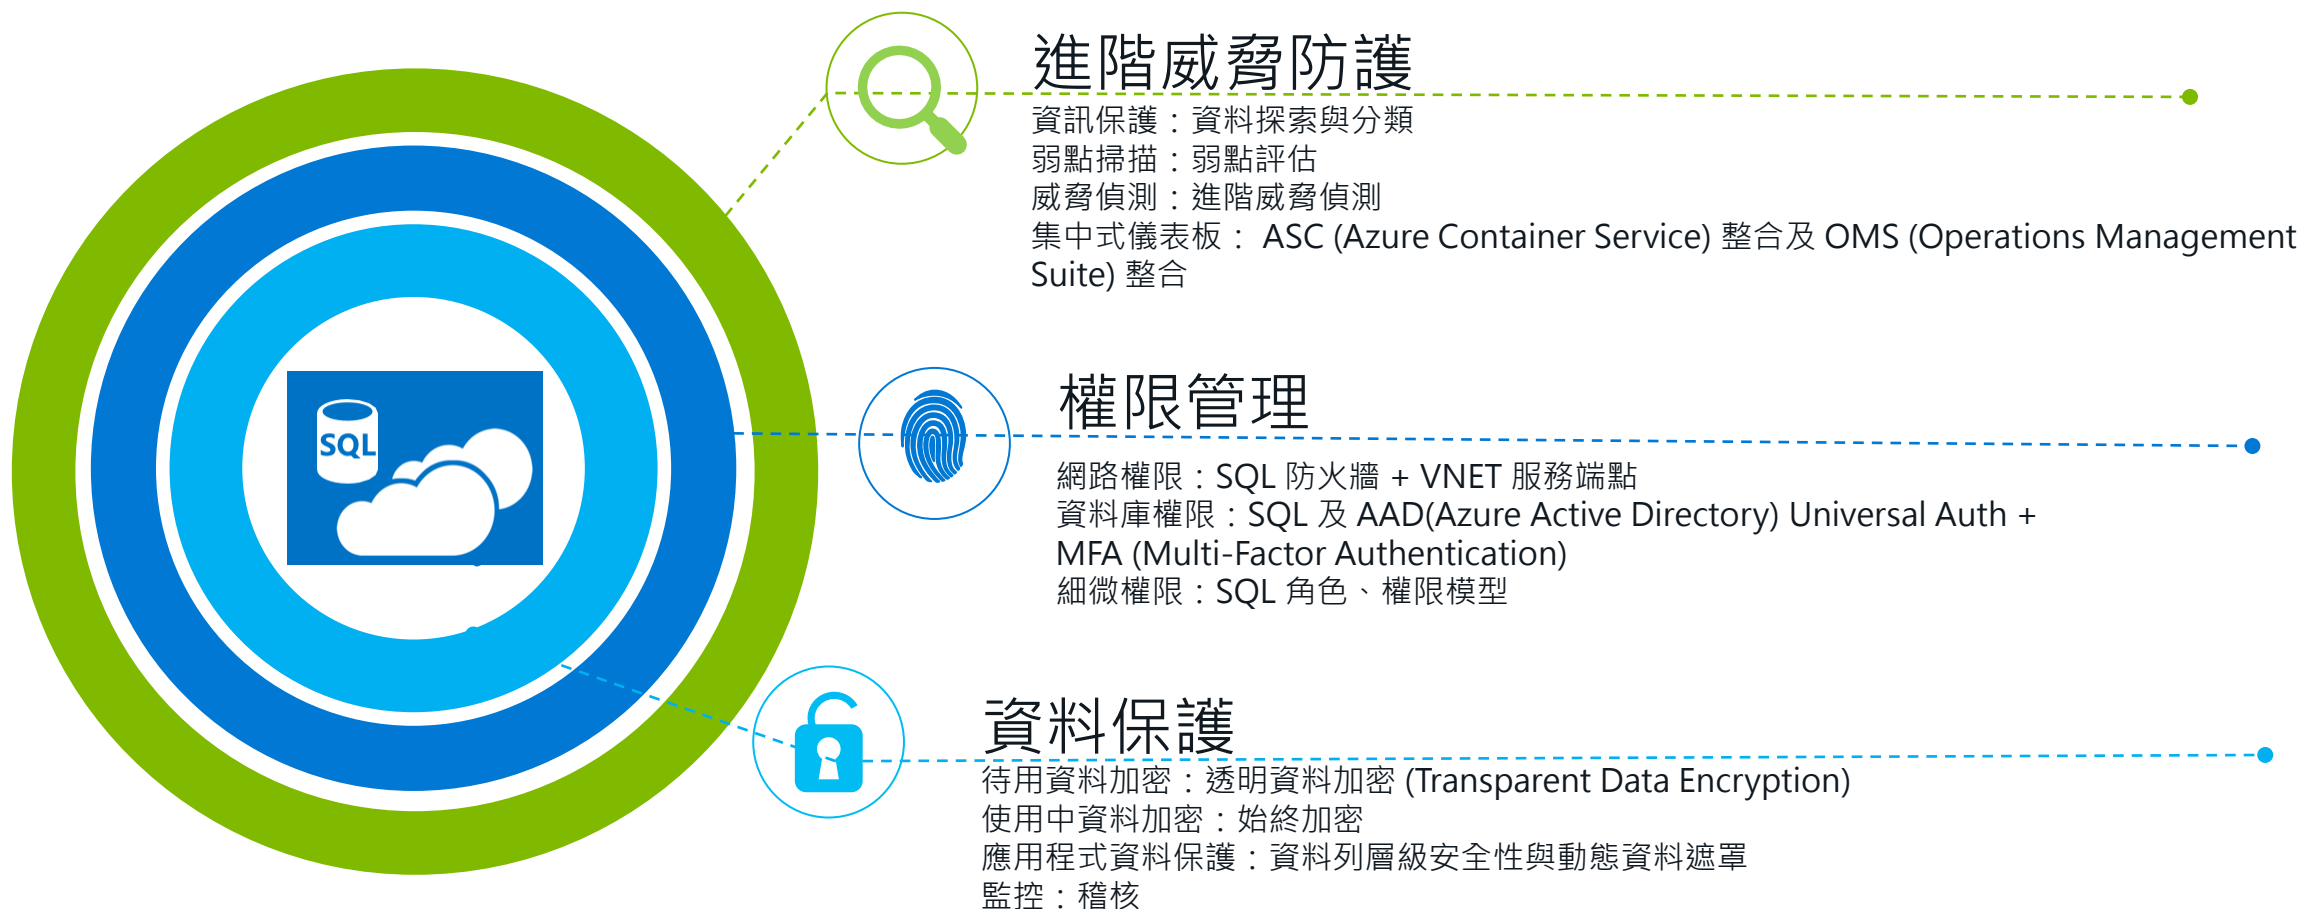 進階威脅防護
資訊保護：資料探索與分類
弱點掃描：弱點評估
威脅偵測：進階威脅偵測
集中式儀表板： ASC (Azure Container Service) 整合及 OMS (Operations Management
Suite) 整合
SQL
權限管理
網路權限：SQL 防火牆 + VNET 服務端點
資料庫權限：SQL 及 AAD(Azure Active Directory) Universal Auth +
MFA (Multi-Factor Authentication)
細微權限：SQL 角色、權限模型
資料保護
待用資料加密：透明資料加密 (Transparent Data Encryption)
使用中資料加密：始終加密
應用程式資料保護：資料列層級安全性與動態資料遮罩
監控：稽核